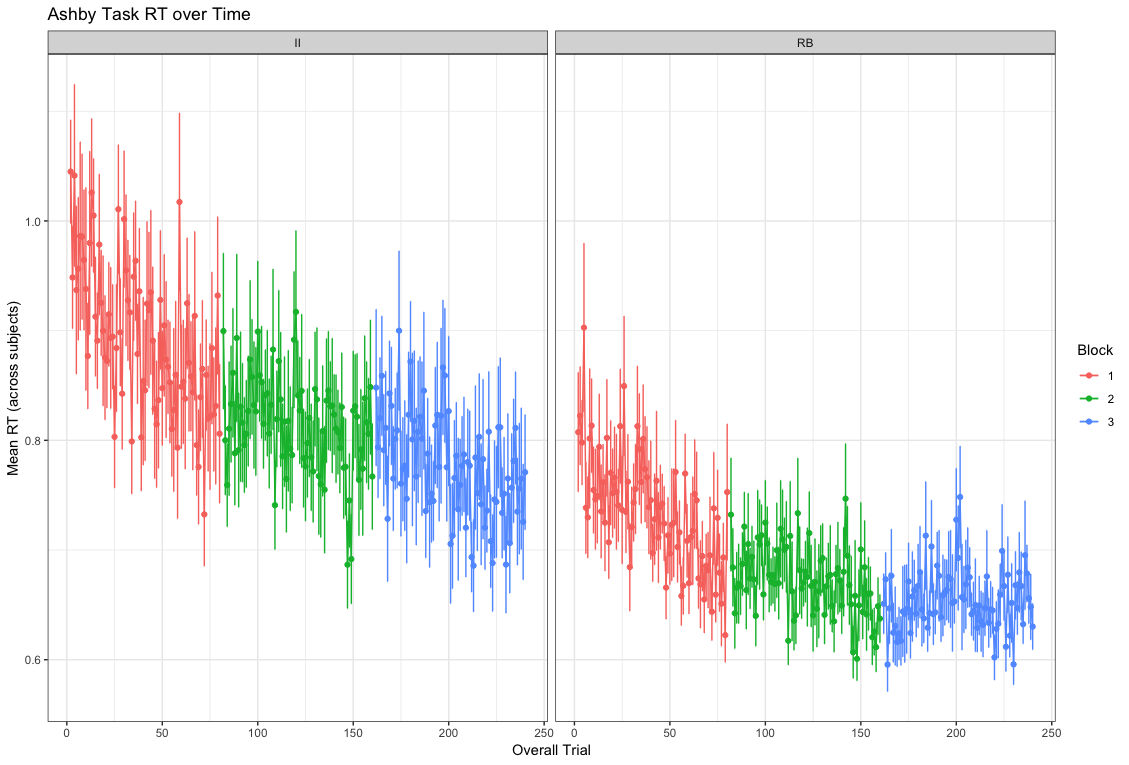 Ashby Task RT over Time
II
RB
Mean RT (across subjects)
1.0
0.8
0.6
0 50 100 150 200 250
0 50 100 150 200 250
Overall Trial
Block
1
2
3